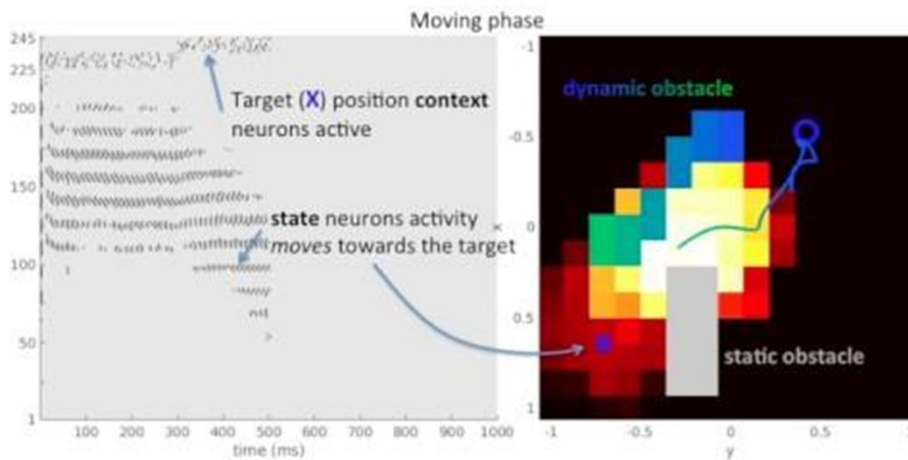 Moving phase
245
225
200
150
100
50
1
100 200 300 400 500 600 700 800 900 1000
time (ms)
Target (X) position context
neurons active
state neurons activity
moves towards the target
-1
-0.5
x
0
0.5
1
-1 -0.5 0 0.5 1
y
dynamic obstacle
static obstacle